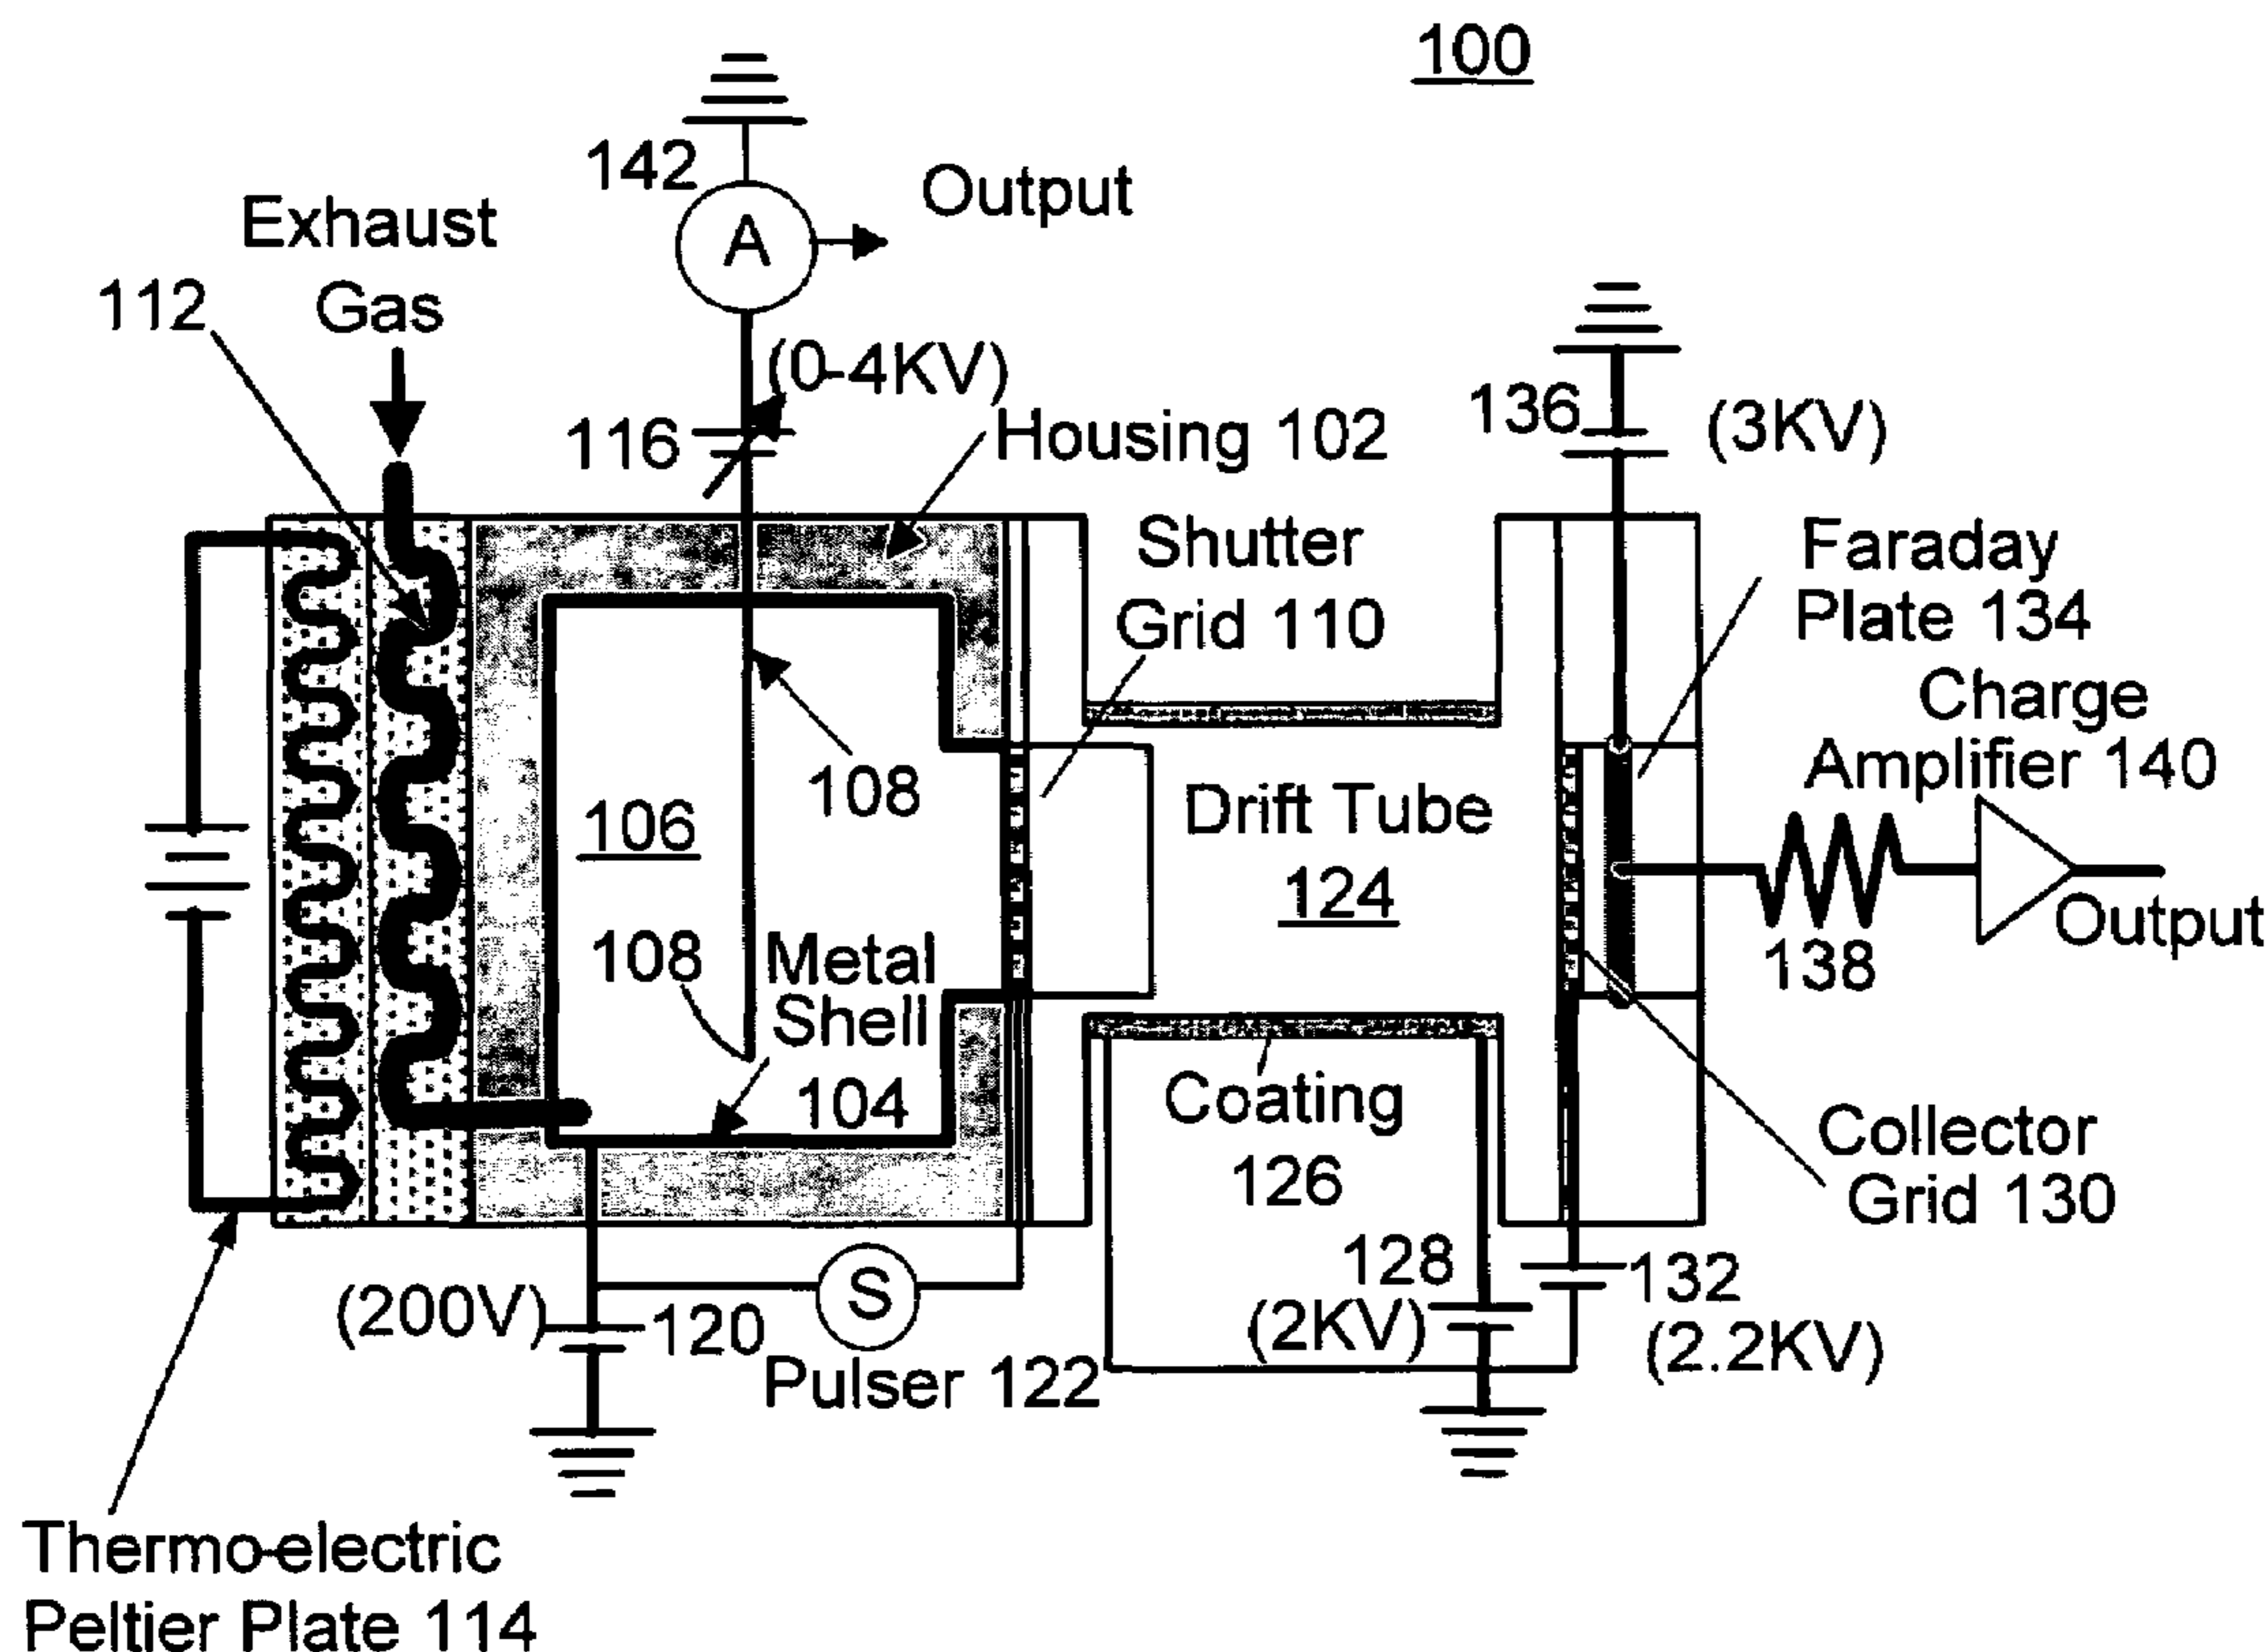 100
142
Output
A
Exhaust
Gas
112
(0-4KV)
116
Housing 102
136
(3KV)
Shutter
Grid 110
Faraday
Plate 134
Charge
Amplifier 140
108
106
Drift Tube
124
108
Metal
Shell
104
138
Output
Coating
126
Collector
Grid 130
128
(2KV)
132
(2.2KV)
(200V)
120
S
Pulser 122
Thermo-electric
Peltier Plate 114